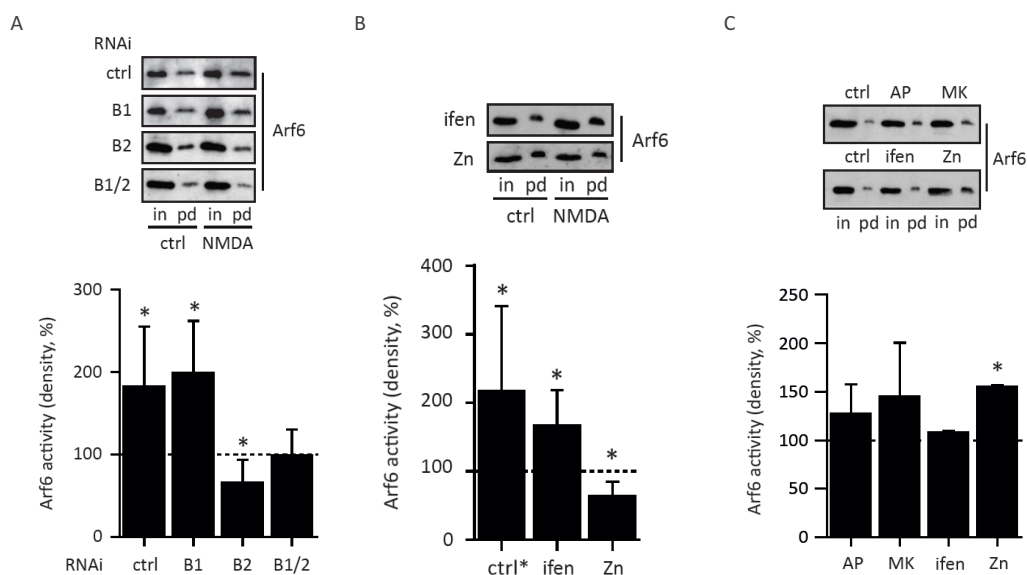 A
RNAi
ctrl
B1
B2
B1/2
Arf6
in pd in pd
ctrl NMDA
300
200
100
0
Arf6 activity (density, %)
* * *
RNAi ctrl B1 B2 B1/2
B
ifen
Zn
Arf6
in pd in pd
ctrl NMDA
400
300
200
100
0
Arf6 activity (density, %)
* * *
ctrl* ifen Zn
C
ctrl AP MK
ctrl ifen Zn
Arf6
in pd in pd in pd
250
200
150
100
50
0
Arf6 activity (density, %)
*
AP MK ifen Zn